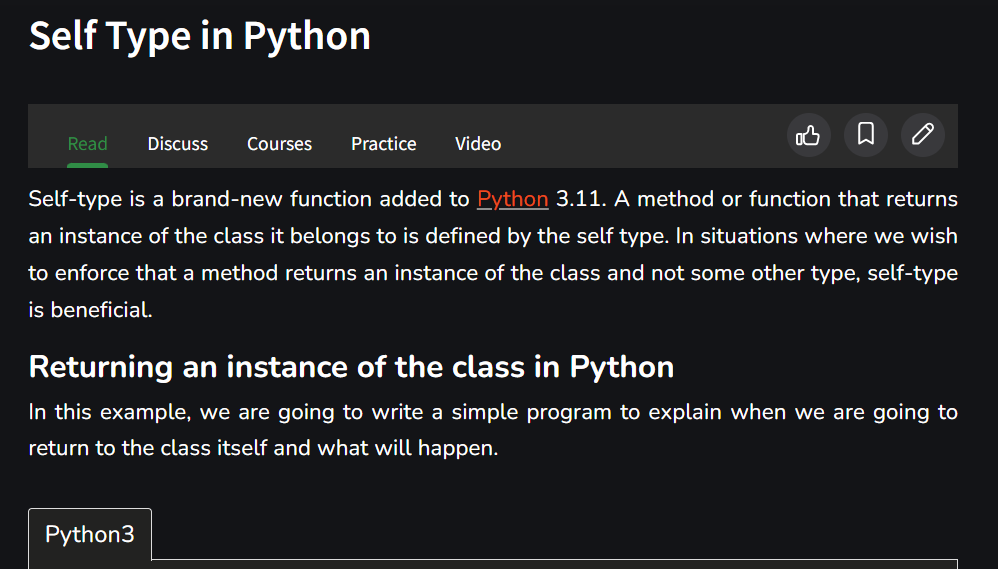 Self Type in Python
Read Discuss Courses Practice Video
Self-type is a brand-new function added to Python 3.11. A method or function that returns
an instance of the class it belongs to is defined by the self type. In situations where we wish
to enforce that a method returns an instance of the class and not some other type, self-type
is beneficial.
Returning an instance of the class in Python
In this example, we are going to write a simple program to explain when we are going to
return to the class itself and what will happen.
Python3